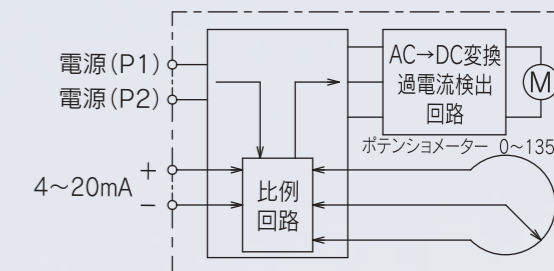 電源(P1)
電源(P2)
+
4~20mA
−
比例
回路
AC→DC変換
過電流検出
回路
M
ポテンショメーター 0~135